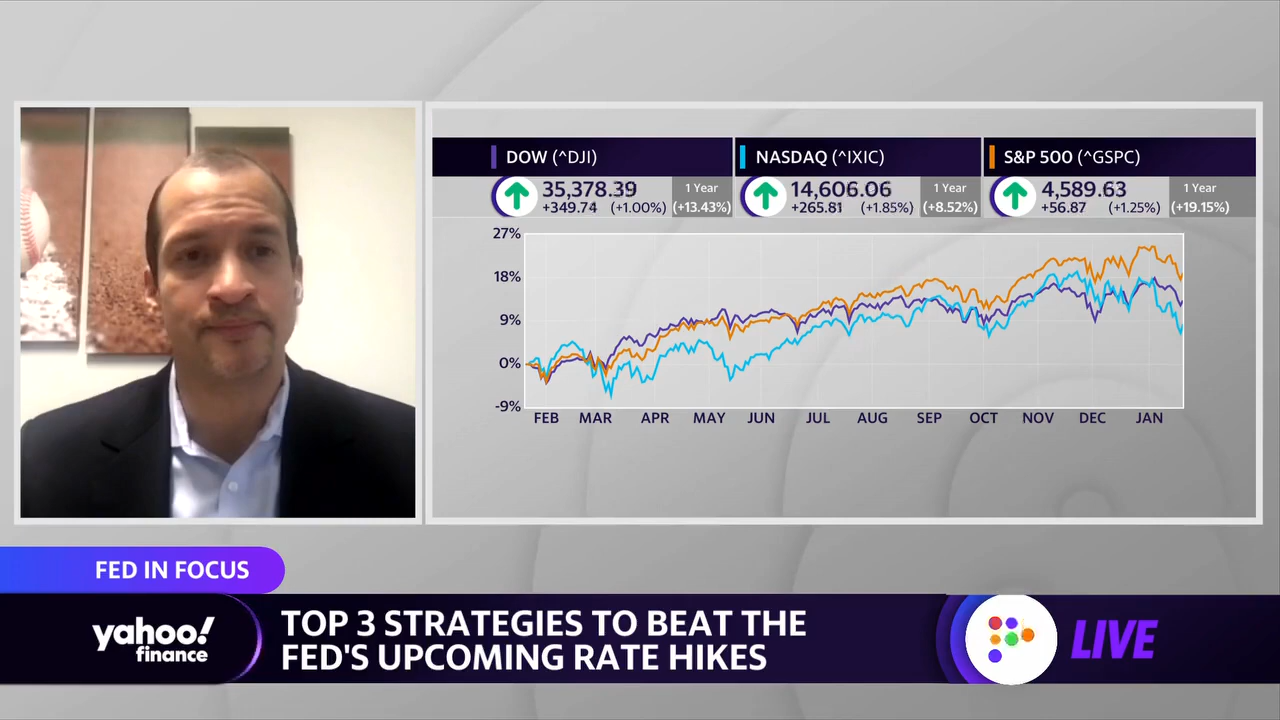 DOW (^DJI)
35,378.39
+349.74 (+1.00%)
1 Year
(+13.43%)
NASDAQ (^IXIC)
14,606.06
+265.81 (+1.85%)
1 Year
(+8.52%)
S&P 500 (^GSPC)
4,589.63
+56.87 (+1.25%)
1 Year
(+19.15%)
27%
18%
9%
0%
-9%
FEB MAR APR MAY JUN JUL AUG SEP OCT NOV DEC JAN
FED IN FOCUS
yahoo!
finance
TOP 3 STRATEGIES TO BEAT THE
FED'S UPCOMING RATE HIKES
LIVE